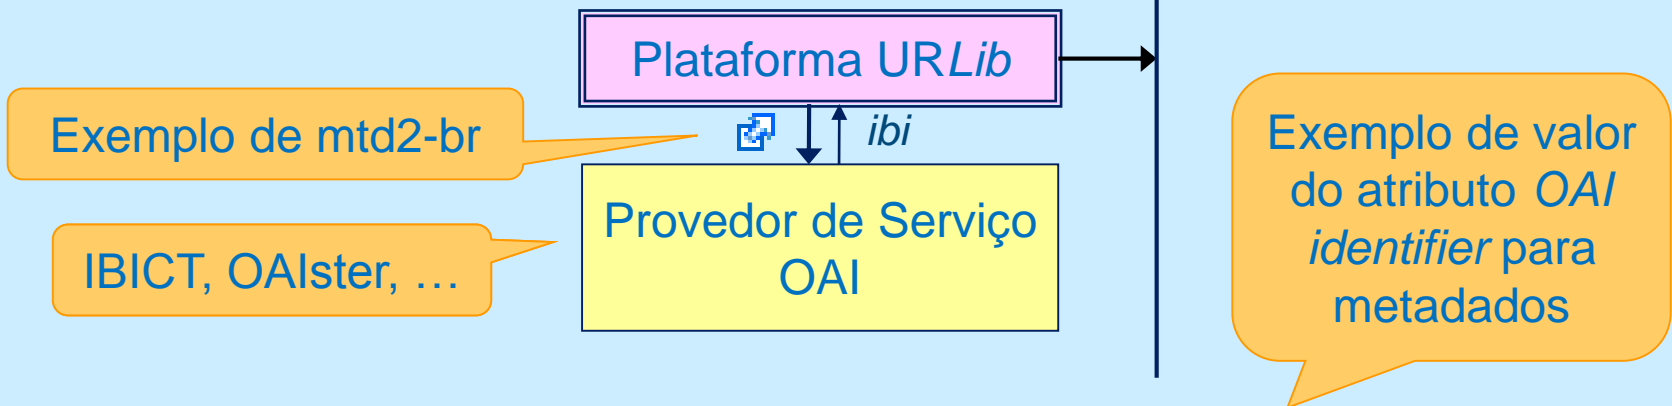 Plataforma URLib
Exemplo de mtd2-br
ibi
Provedor de Serviço
OAI
IBICT, OAIster, …
Exemplo de valor
do atributo OAI
identifier para
metadados